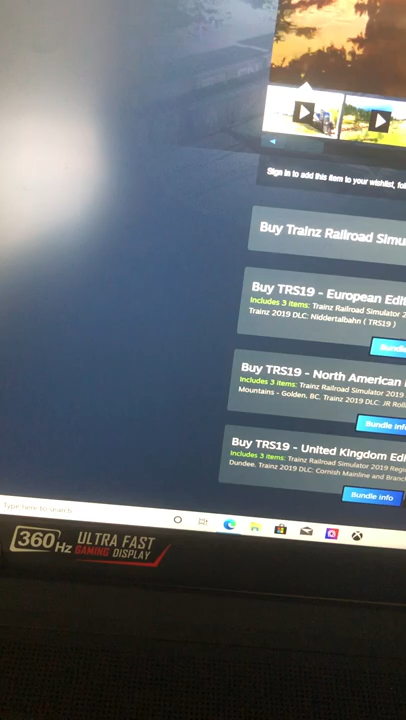 Sign in to add this item to your wishlist, fol
Buy Trainz Railroad Simu
Buy TRS19 - European Edit
Includes 3 items: Trainz Railroad Simulator 2
Trainz 2019 DLC: Niddertalbahn ( TRS19 )
Bundle
Buy TRS19 - North American
Includes 3 items: Trainz Railroad Simulator 2019
Mountains - Golden, BC, Trainz 2019 DLC: JR Roll
Bundle info
Buy TRS19 - United Kingdom Edi
Includes 3 items: Trainz Railroad Simulator 2019 Regi
Dundee, Trainz 2019 DLC: Cornish Mainline and Branc
Bundle info
Type here to search
360Hz ULTRA FAST
GAMING DISPLAY